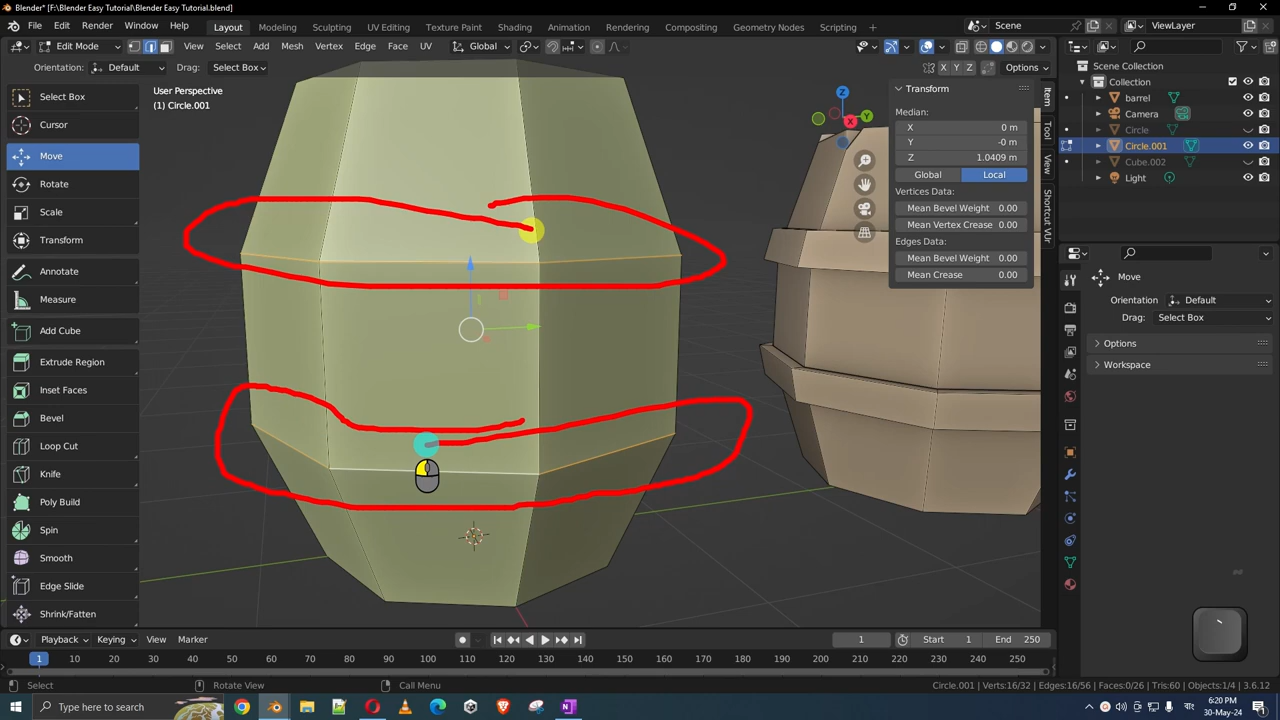 Blender* [F:\Blender Easy Tutorial\Blender Easy Tutorial.blend]
File Edit Render Window Help Layout Modeling Sculpting UV Editing Texture Paint Shading Animation Rendering Compositing Geometry Nodes Scripting Scene ViewLayer
Edit Mode View Select Add Mesh Vertex Edge Face UV Global
Orientation: Default Drag: Select Box X Y Z Options
Select Box
Cursor
Move
Rotate
Scale
Transform
Annotate
Measure
Add Cube
Extrude Region
Inset Faces
Bevel
Loop Cut
Knife
Poly Build
Spin
Smooth
Edge Slide
Shrink/Fatten
User Perspective
(1) Circle.001
Z
Y
X
Transform
Median:
X 0 m
Y -0 m
Z 1.0409 m
Global Local
Vertices Data:
Mean Bevel Weight 0.00
Mean Vertex Crease 0.00
Edges Data:
Mean Bevel Weight 0.00
Mean Crease 0.00
Item
Tool
View
Shortcut VUr
Scene Collection
Collection
barrel
Camera
Circle
Circle.001
Cube.002
Light
Move
Orientation Default
Drag: Select Box
Options
Workspace
Playback Keying View Marker 1 Start 1 End 250
1 10 20 30 40 50 60 70 80 90 100 110 120 130 140 150 160 170 180 190 200 210 220 230 240 250
Select Rotate View Call Menu Circle.001 | Verts:16/32 | Edges:16/56 | Faces:0/26 | Tris:60 | Objects:1/4 | 3.6.12
Type here to search
6:20 PM
30-May-24